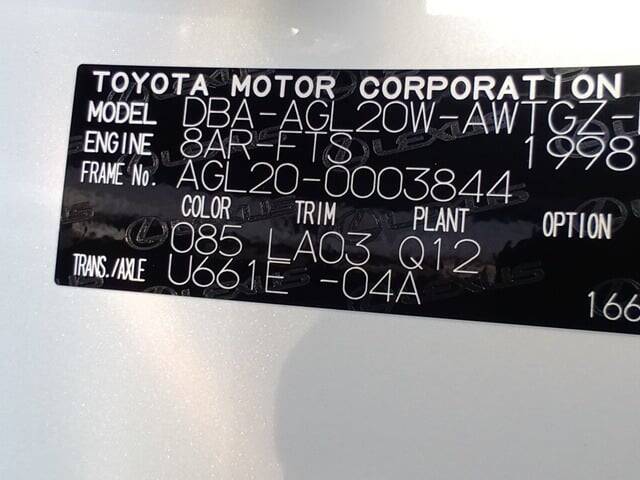 TOYOTA MOTOR CORPORATION
MODEL DBA-AGL20W-AWTGZ-
ENGINE 8AR-FTS 1998
FRAME No. AGL20-0003844
COLOR TRIM PLANT OPTION
085 LA03 Q12
TRANS./AXLE U661E -04A
166
LEXUS